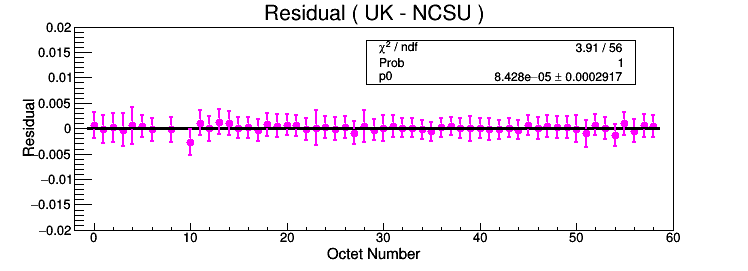 Residual ( UK - NCSU )
χ² / ndf 3.91 / 56
Prob 1
p0 8.428e−05 ± 0.0002917
Residual
0.02
0.015
0.01
0.005
0
−0.005
−0.01
−0.015
−0.02
0 10 20 30 40 50 60
Octet Number